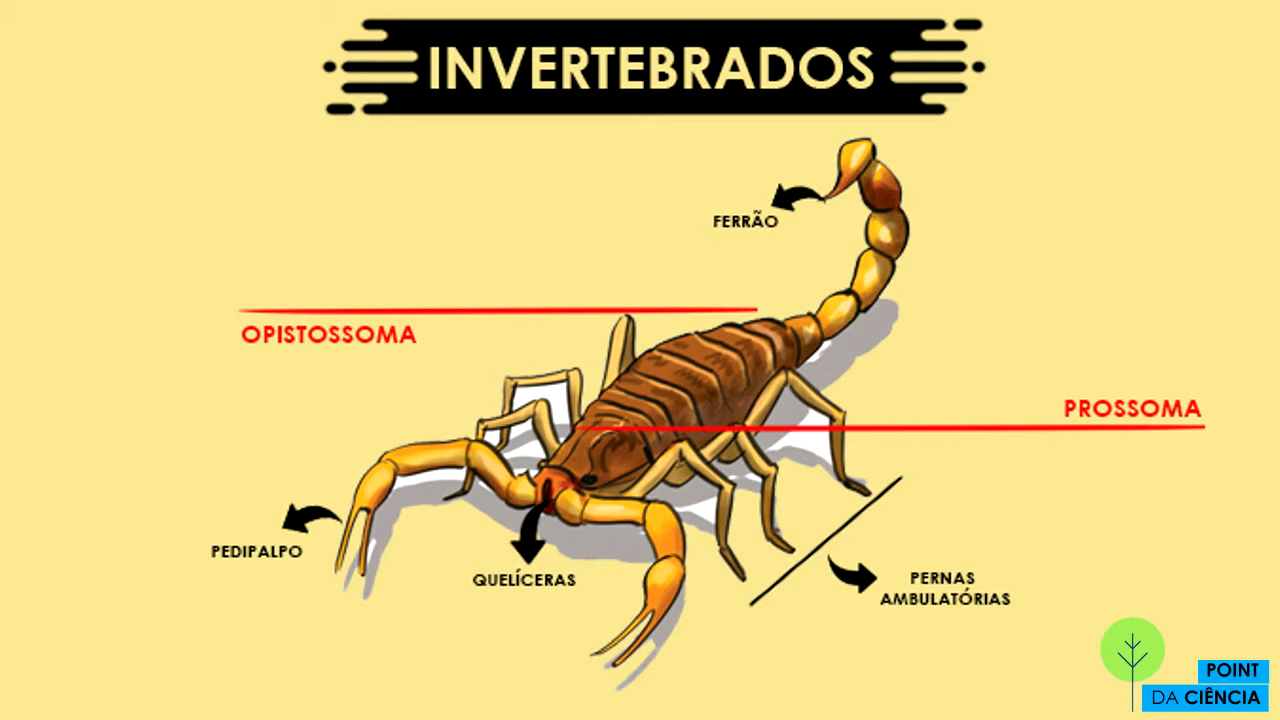 INVERTEBRADOS
FERRÃO
OPISTOSSOMA
PROSSOMA
PEDIPALPO
QUELÍCERAS
PERNAS
AMBULATÓRIAS
POINT
DA CIÊNCIA